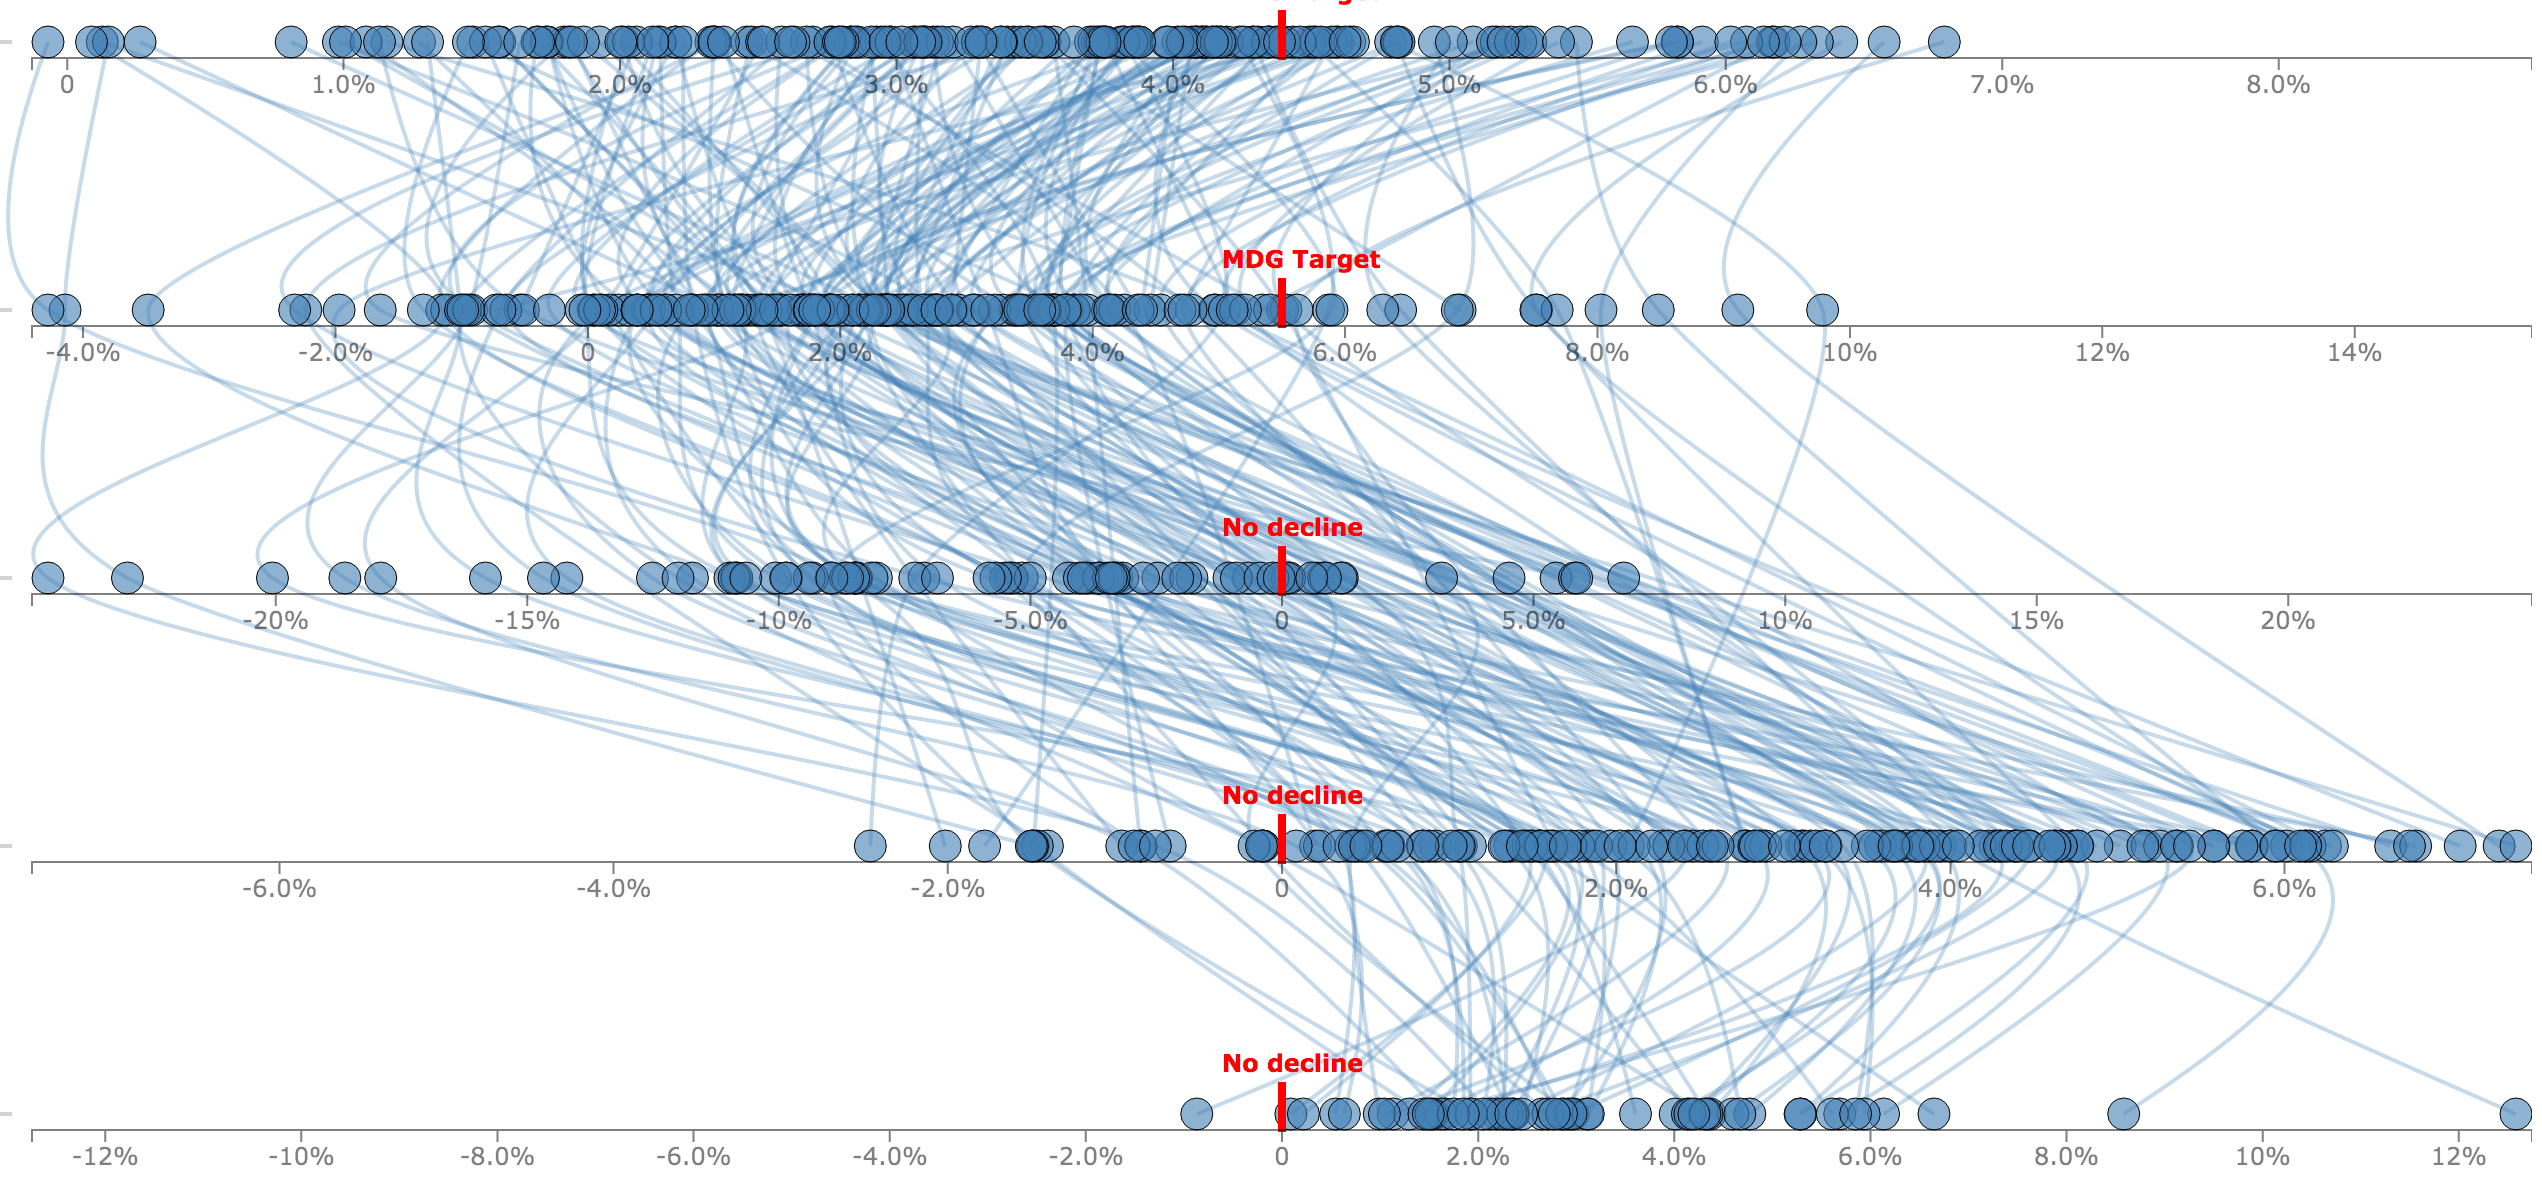 0 1.0% 2.0% 3.0% 4.0% 5.0% 6.0% 7.0% 8.0%
MDG Target
-4.0% -2.0% 0 2.0% 4.0% 6.0% 8.0% 10% 12% 14%
No decline
-20% -15% -10% -5.0% 0 5.0% 10% 15% 20%
No decline
-6.0% -4.0% -2.0% 0 2.0% 4.0% 6.0%
No decline
-12% -10% -8.0% -6.0% -4.0% -2.0% 0 2.0% 4.0% 6.0% 8.0% 10% 12%